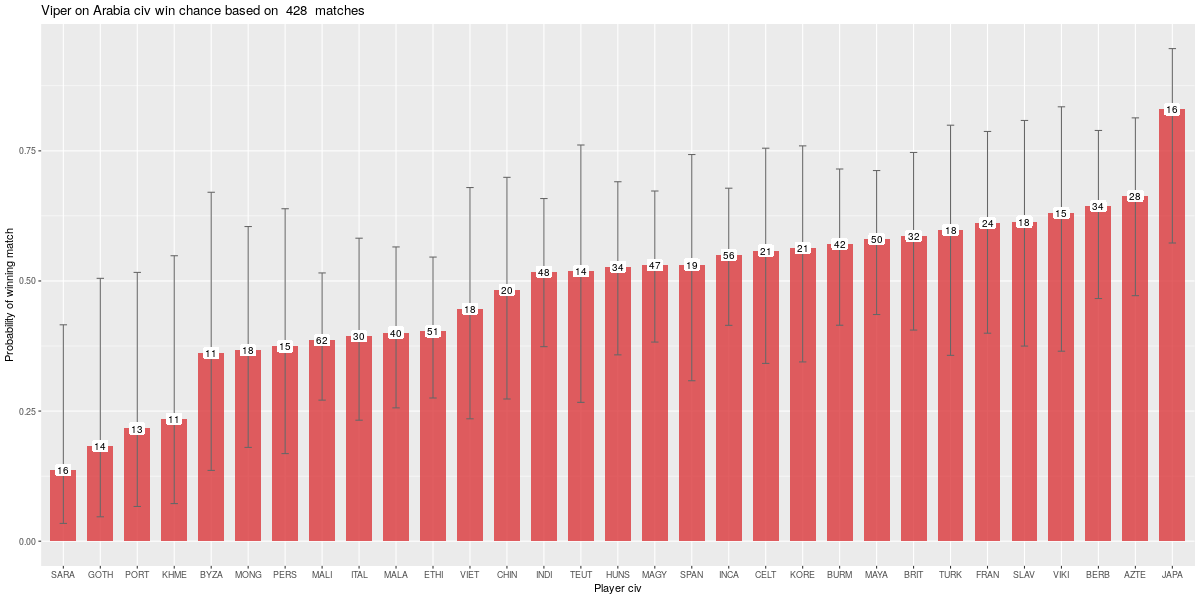 Viper on Arabia civ win chance based on  428  matches
Probability of winning match
0.75
0.50
0.25
0.00
16 14 13 11 11 18 15 62 30 40 51 18 20 48 14 34 47 19 56 21 21 42 50 32 18 24 18 15 34 28 16
SARA GOTH PORT KHME BYZA MONG PERS MALI ITAL MALA ETHI VIET CHIN INDI TEUT HUNS MAGY SPAN INCA CELT KORE BURM MAYA BRIT TURK FRAN SLAV VIKI BERB AZTE JAPA
Player civ